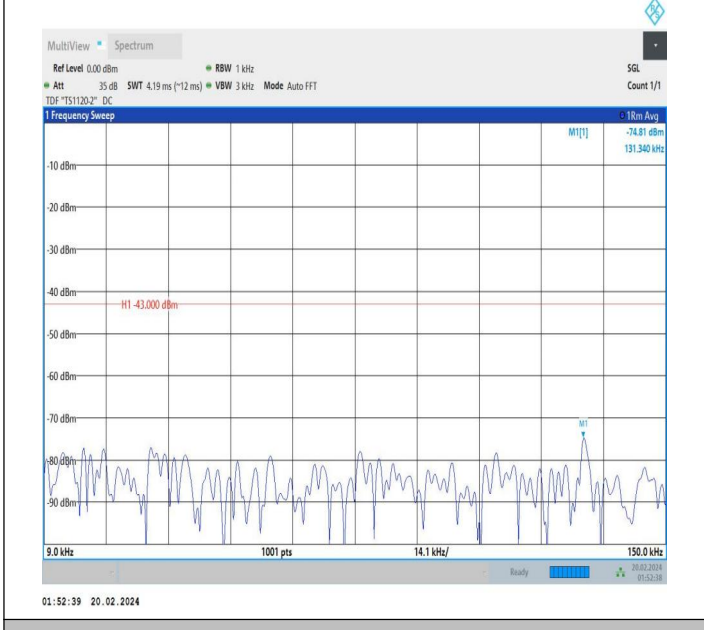 MultiView Spectrum
Ref Level 0.00 dBm RBW 1 kHz SGL
Att 35 dB SWT 4.19 ms (~12 ms) VBW 3 kHz Mode Auto FFT Count 1/1
TDF "TS1120-2" DC
1 Frequency Sweep 1Rm Avg
M1[1] -74.81 dBm
131.340 kHz
-10 dBm
-20 dBm
-30 dBm
-40 dBm
H1 -43.000 dBm
-50 dBm
-60 dBm
-70 dBm
M1
-80 dBm
-90 dBm
9.0 kHz 1001 pts 14.1 kHz/ 150.0 kHz
Ready 20.02.2024
01:52:38
01:52:39 20.02.2024